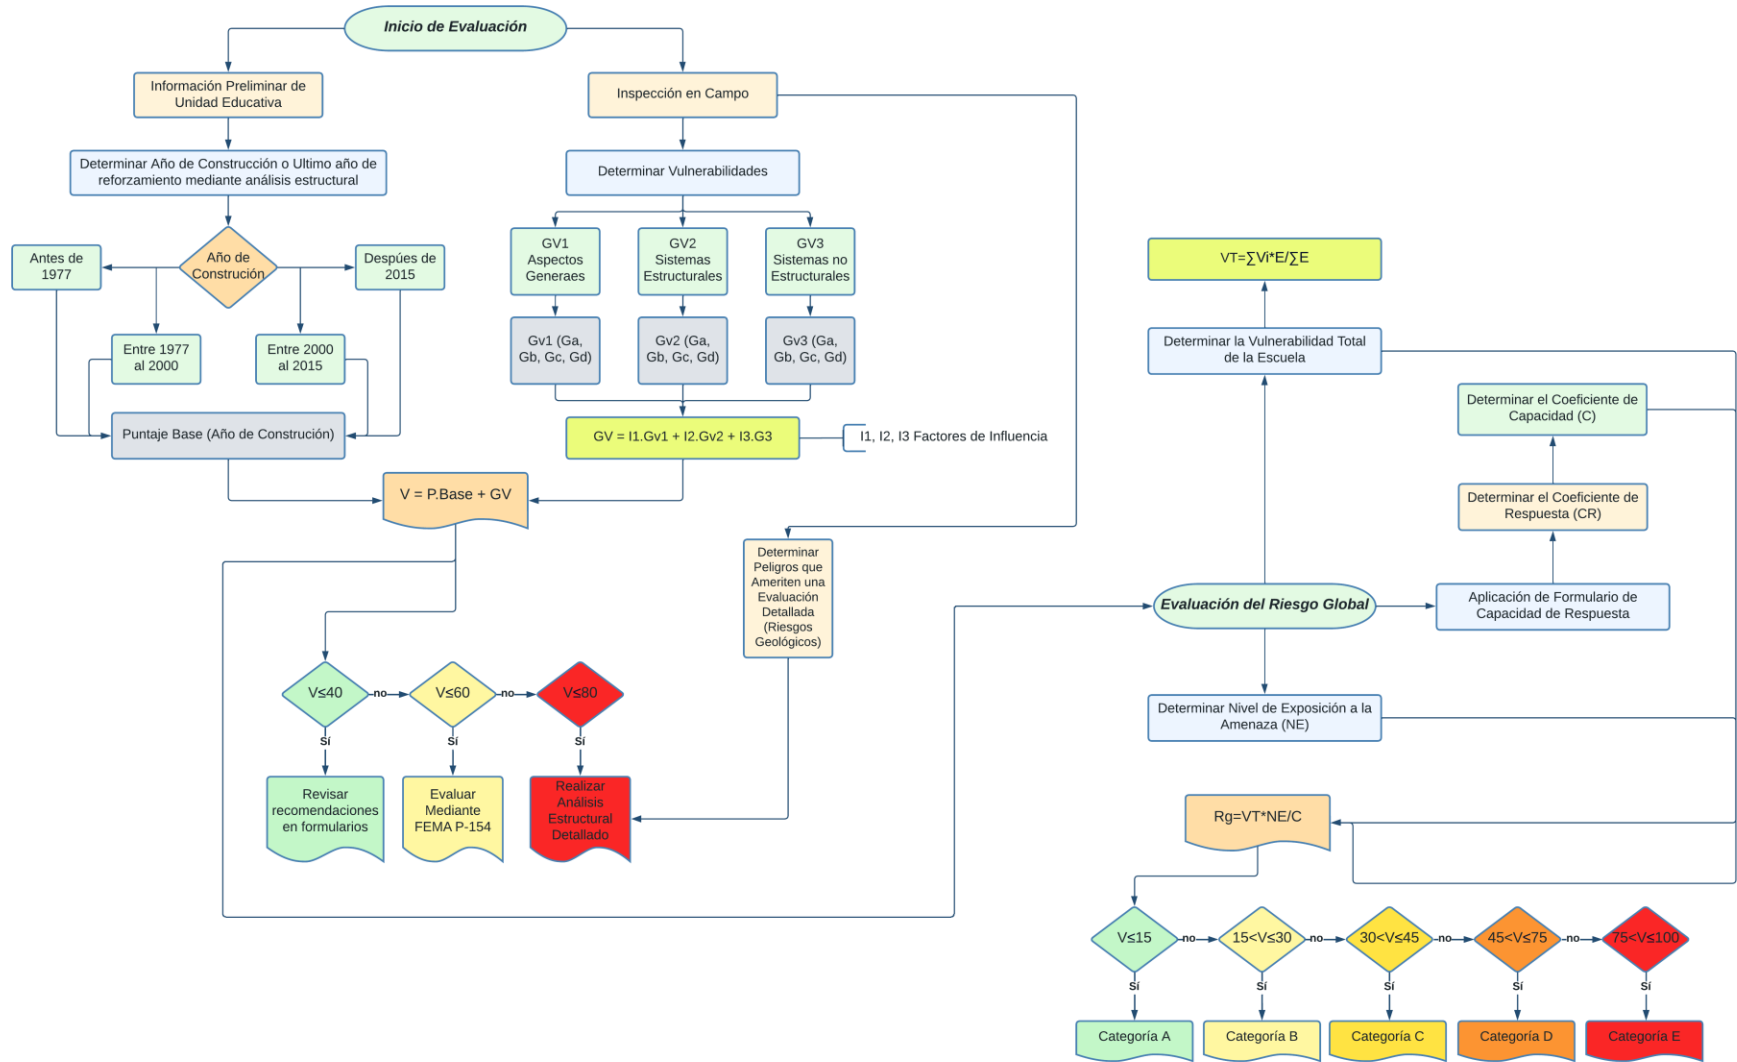 Inicio de Evaluación
Información Preliminar de
Unidad Educativa
Inspección en Campo
Determinar Año de Construcción o Ultimo año de
reforzamiento mediante análisis estructural
Determinar Vulnerabilidades
Año de
Construción
Antes de
1977
Despúes de
2015
Entre 1977
al 2000
Entre 2000
al 2015
Puntaje Base (Año de Construción)
GV1
Aspectos
Generaes
GV2
Sistemas
Estructurales
GV3
Sistemas no
Estructurales
Gv1 (Ga,
Gb, Gc, Gd)
Gv2 (Ga,
Gb, Gc, Gd)
Gv3 (Ga,
Gb, Gc, Gd)
GV = I1.Gv1 + I2.Gv2 + I3.G3
I1, I2, I3 Factores de Influencia
V = P.Base + GV
Determinar
Peligros que
Ameriten una
Evaluación
Detallada
(Riesgos
Geológicos)
V≤40
no
V≤60
no
V≤80
Sí
Sí
Sí
Revisar
recomendaciones
en formularios
Evaluar
Mediante
FEMA P-154
Realizar
Análisis
Estructural
Detallado
VT=∑Vi*E/∑E
Determinar la Vulnerabilidad Total
de la Escuela
Determinar el Coeficiente de
Capacidad (C)
Determinar el Coeficiente de
Respuesta (CR)
Evaluación del Riesgo Global
Aplicación de Formulario de
Capacidad de Respuesta
Determinar Nivel de Exposición a la
Amenaza (NE)
Rg=VT*NE/C
V≤15
no
15<V≤30
no
30<V≤45
no
45<V≤75
no
75<V≤100
Sí
Sí
Sí
Sí
Sí
Categoría A
Categoría B
Categoría C
Categoría D
Categoría E